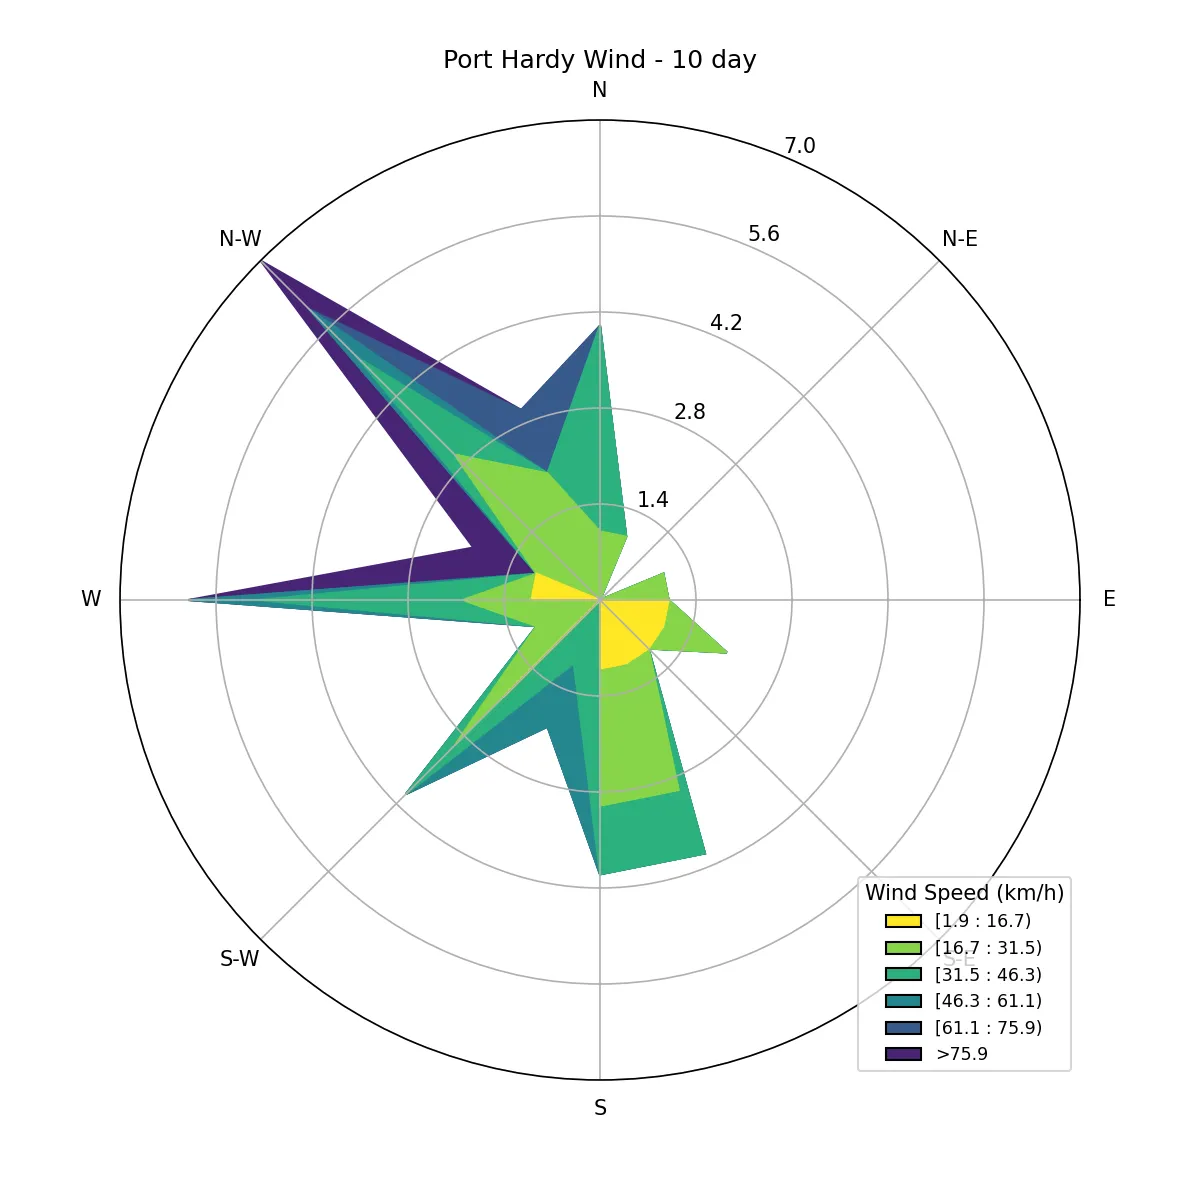 Port Hardy Wind - 10 day
N
7.0
N-W
N-E
5.6
4.2
2.8
1.4
W
E
Wind Speed (km/h)
[1.9 : 16.7)
[16.7 : 31.5)
S-W
S-E
[31.5 : 46.3)
[46.3 : 61.1)
[61.1 : 75.9)
>75.9
S